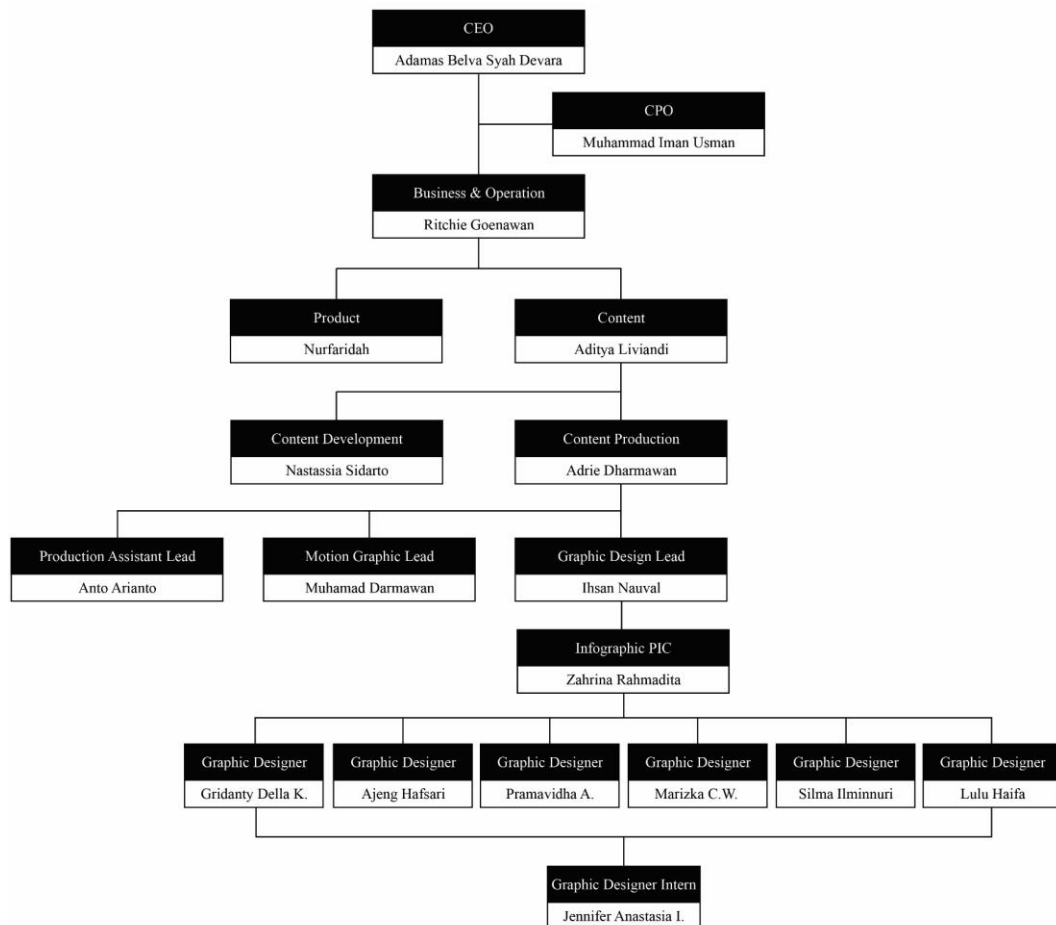 CEO
Adamas Belva Syah Devara
CPO
Muhammad Iman Usman
Business & Operation
Ritchie Goenawan
Product
Nurfaridah
Content
Aditya Liviandi
Content Development
Nastassia Sidarto
Content Production
Adrie Dharmawan
Production Assistant Lead
Anto Arianto
Motion Graphic Lead
Muhamad Darmawan
Graphic Design Lead
Ihsan Nauval
Infographic PIC
Zahrina Rahmadita
Graphic Designer
Gridanty Della K.
Graphic Designer
Ajeng Hafsari
Graphic Designer
Pramavidha A.
Graphic Designer
Marizka C.W.
Graphic Designer
Silma Ilminnuri
Graphic Designer
Lulu Haifa
Graphic Designer Intern
Jennifer Anastasia I.